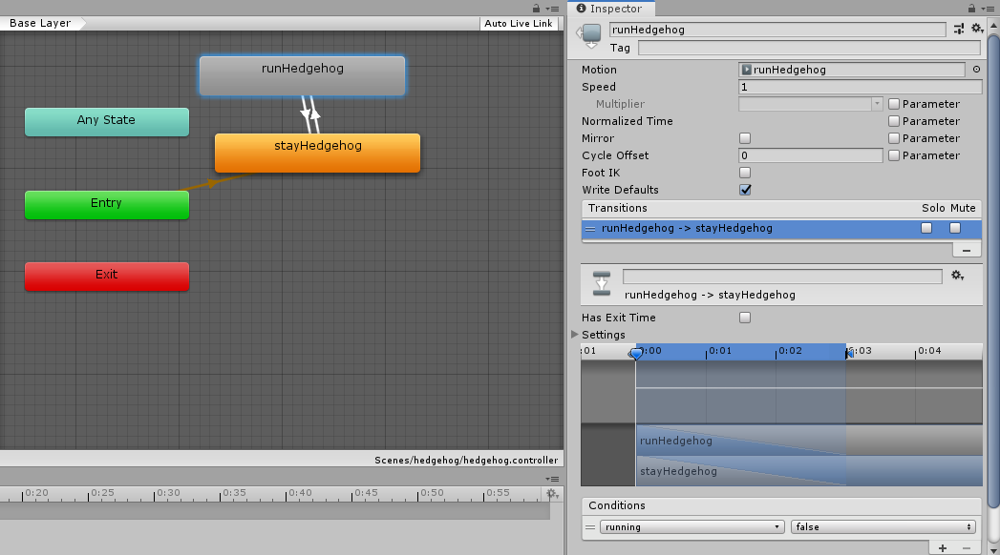 Base Layer
Auto Live Link
runHedgehog
Any State
stayHedgehog
Entry
Exit
Scenes/hedgehog/hedgehog.controller
0:20 0:25 0:30 0:35 0:40 0:45 0:50 0:55
Inspector
runHedgehog
Tag
Motion runHedgehog
Speed 1
Multiplier Parameter
Normalized Time Parameter
Mirror Parameter
Cycle Offset 0 Parameter
Foot IK
Write Defaults
Transitions Solo Mute
runHedgehog -> stayHedgehog
runHedgehog -> stayHedgehog
Has Exit Time
Settings
:01 0:00 0:01 0:02 0:03 0:04
runHedgehog
stayHedgehog
Conditions
running false